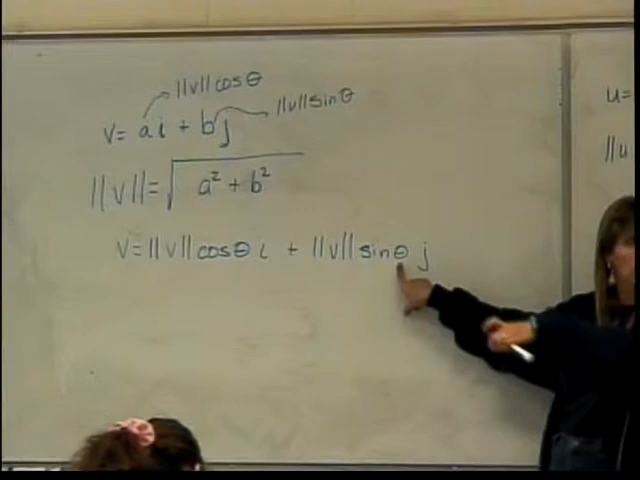 ||v||cosθ
||v||sinθ
v= ai + bj
||v||=√a² + b²
v=||v||cosθ i + ||v||sinθ j
u=
||u